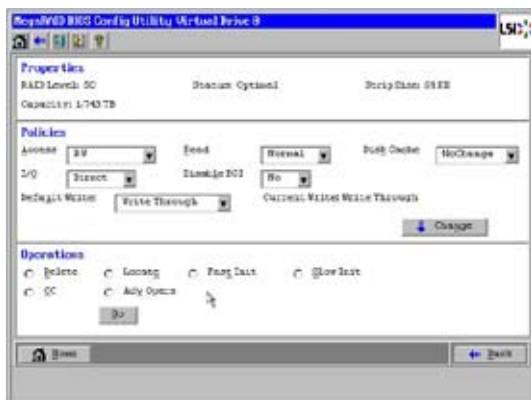 MegaRAID BIOS Config Utility Virtual Drive 0
LSI
Properties
RAID Level: 50 Status: Optimal Strip Size: 64 KB
Capacity: 1.743 TB
Policies
Access RW Read Normal Disk Cache NoChange
I/O Direct Disable BGI No
Default Write: Write Through Current Write: Write Through
Change
Operations
Delete Locate Fast Init Slow Init
CC Adv Opers
Go
Home Back